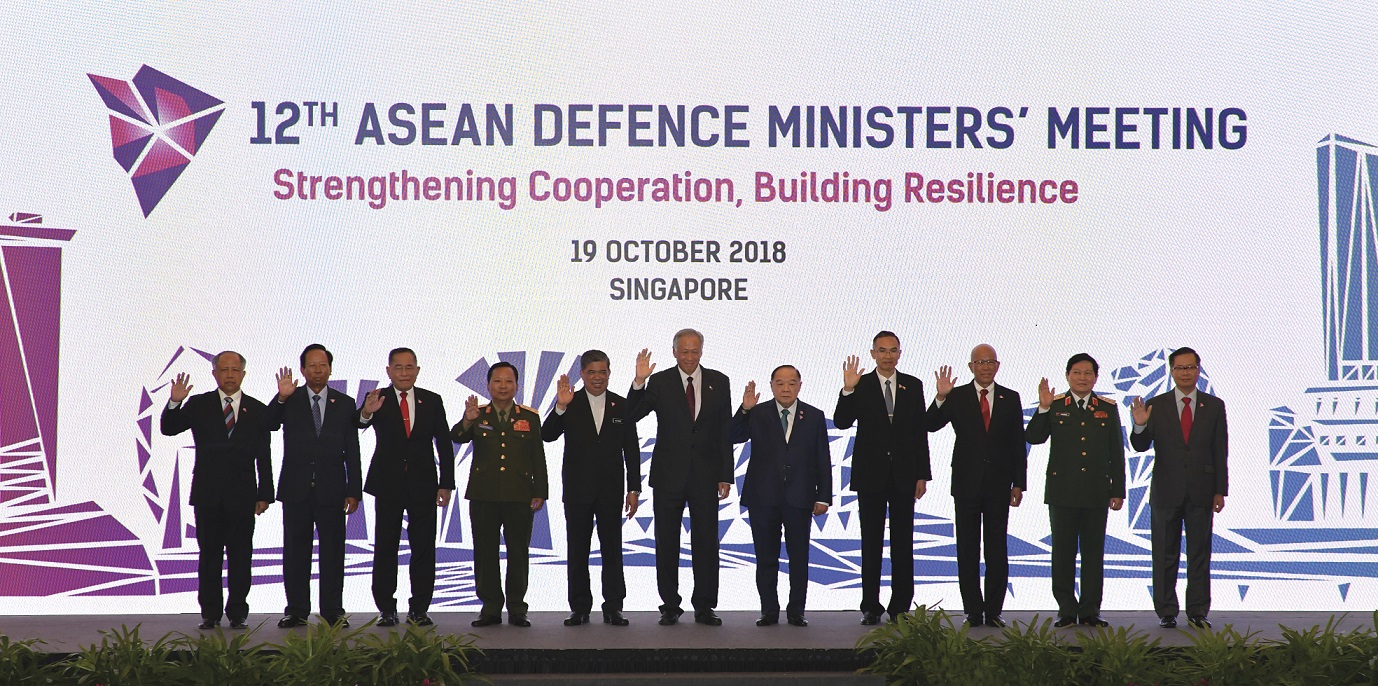 12TH ASEAN DEFENCE MINISTERS' MEETING
Strengthening Cooperation, Building Resilience
19 OCTOBER 2018
SINGAPORE